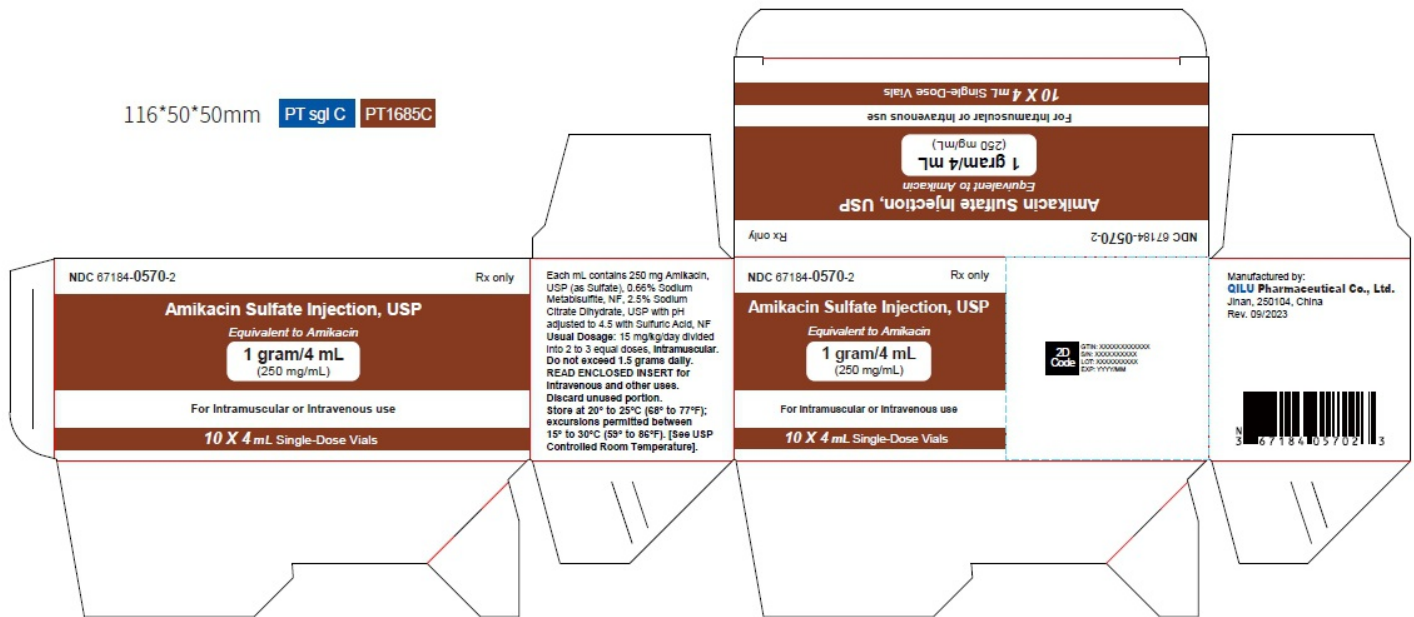 116*50*50mm PT sgl C PT1685C
10 X 4 mL Single-Dose Vials
For Intramuscular or Intravenous use
1 gram/4 mL
(250 mg/mL)
Equivalent to Amikacin
Amikacin Sulfate Injection, USP
NDC 67184-0570-2 Rx only
NDC 67184-0570-2 Rx only
Amikacin Sulfate Injection, USP
Equivalent to Amikacin
1 gram/4 mL
(250 mg/mL)
For Intramuscular or Intravenous use
10 X 4 mL Single-Dose Vials
Each mL contains 250 mg Amikacin,
USP (as Sulfate), 0.66% Sodium
Metabisulfite, NF, 2.5% Sodium
Citrate Dihydrate, USP with pH
adjusted to 4.5 with Sulfuric Acid, NF
Usual Dosage: 15 mg/kg/day divided
into 2 to 3 equal doses, Intramuscular.
Do not exceed 1.5 grams daily.
READ ENCLOSED INSERT for
Intravenous and other uses.
Discard unused portion.
Store at 20° to 25°C (68° to 77°F);
excursions permitted between
15° to 30°C (59° to 86°F). [See USP
Controlled Room Temperature].
NDC 67184-0570-2 Rx only
Amikacin Sulfate Injection, USP
Equivalent to Amikacin
1 gram/4 mL
(250 mg/mL)
For Intramuscular or Intravenous use
10 X 4 mL Single-Dose Vials
2D
Code
GTIN: XXXXXXXXXXXXXX
S/N: XXXXXXXXXX
LOT: XXXXXXXXXX
EXP: YYYY/MM
Manufactured by:
QILU Pharmaceutical Co., Ltd.
Jinan, 250104, China
Rev. 09/2023
N
3 67184 05702 3